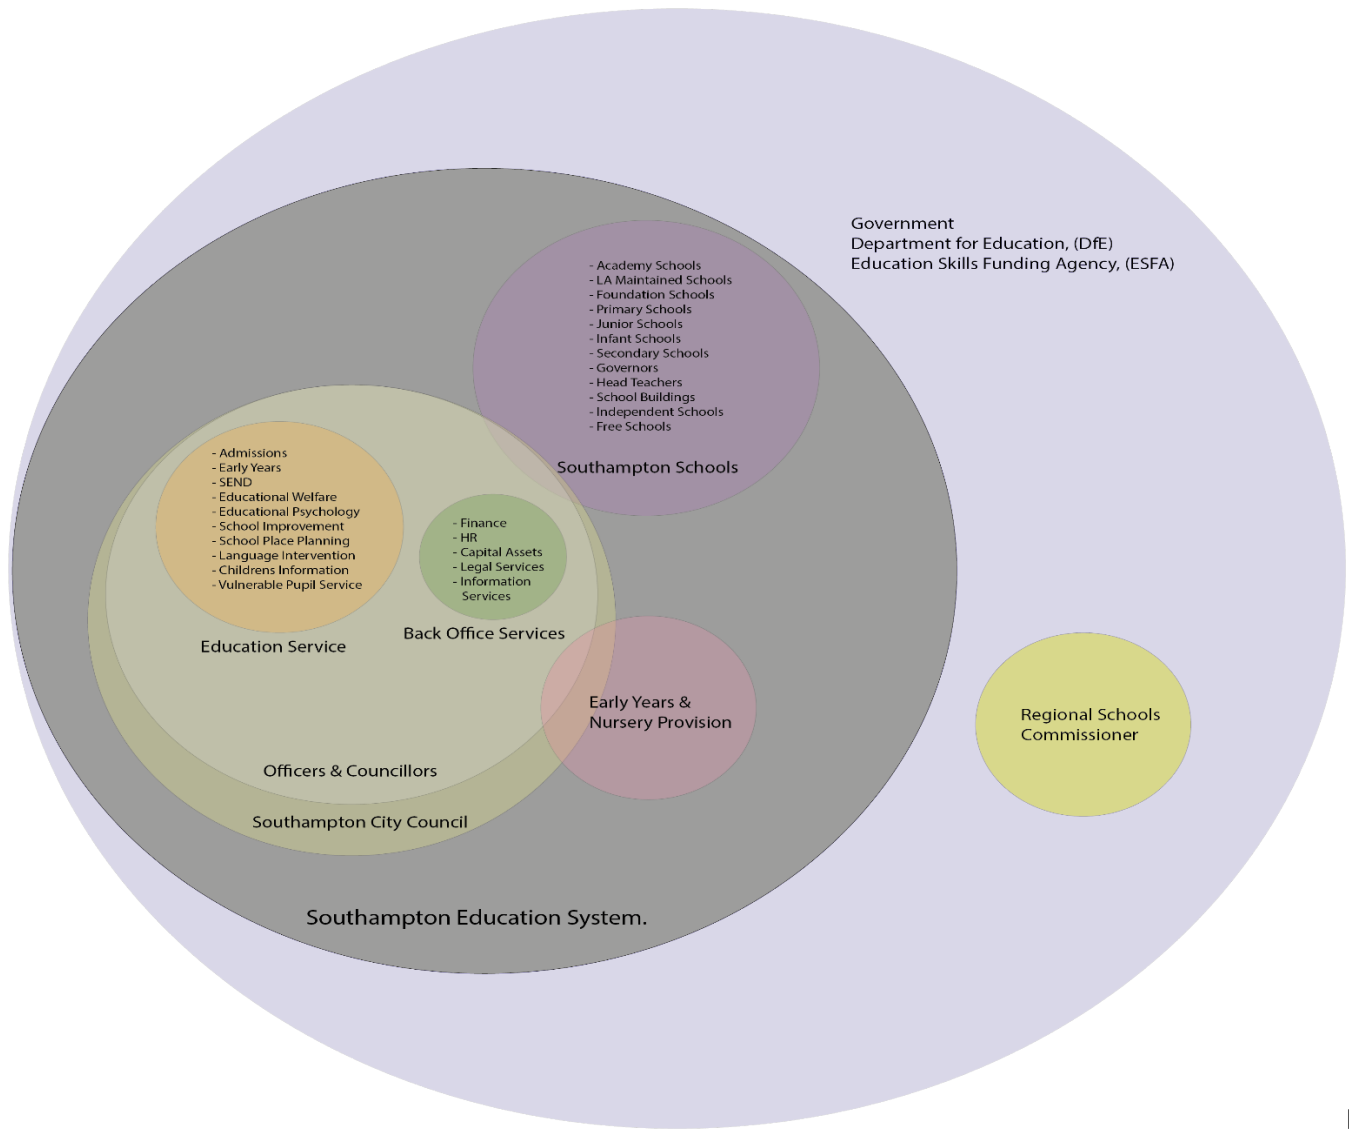 Government
Department for Education, (DfE)
Education Skills Funding Agency, (ESFA)
- Academy Schools
- LA Maintained Schools
- Foundation Schools
- Primary Schools
- Junior Schools
- Infant Schools
- Secondary Schools
- Governors
- Head Teachers
- School Buildings
- Independent Schools
- Free Schools
Southampton Schools
- Admissions
- Early Years
- SEND
- Educational Welfare
- Educational Psychology
- School Improvement
- School Place Planning
- Language Intervention
- Childrens Information
- Vulnerable Pupil Service
Education Service
- Finance
- HR
- Capital Assets
- Legal Services
- Information
Services
Back Office Services
Early Years &
Nursery Provision
Regional Schools
Commissioner
Officers & Councillors
Southampton City Council
Southampton Education System.